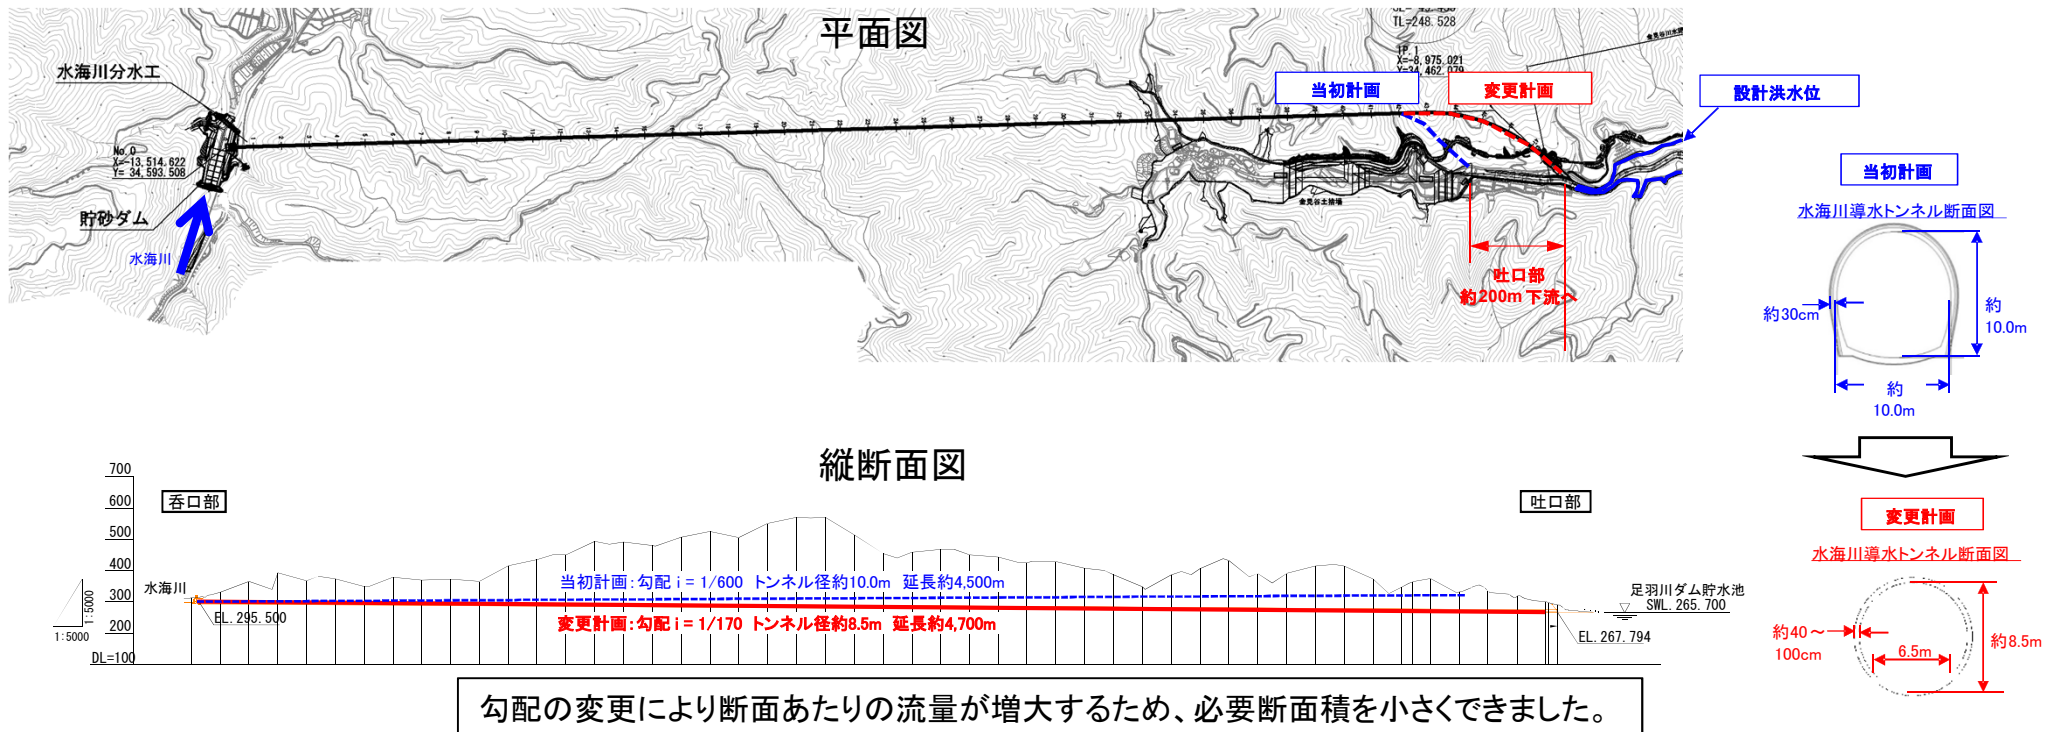 平面図
TL=248.528
IP.1
X=-8,975.021
Y=34,462.079
水海川分水工
No.0
X=-13,514.622
Y= 34,593.508
貯砂ダム
水海川
当初計画
変更計画
設計洪水位
金見谷土捨場
吐口部
約200m下流へ
当初計画
水海川導水トンネル断面図
約30cm
約
10.0m
約
10.0m
変更計画
水海川導水トンネル断面図
約40～
100cm
6.5m
約8.5m
縦断面図
呑口部
吐口部
700
600
500
400
300
200
DL=100
1:5000
1:5000
水海川
EL.295.500
当初計画：勾配 i = 1/600 トンネル径約10.0m 延長約4,500m
変更計画：勾配 i = 1/170 トンネル径約8.5m 延長約4,700m
足羽川ダム貯水池
SWL.265.700
EL.267.794
勾配の変更により断面あたりの流量が増大するため、必要断面積を小さくできました。